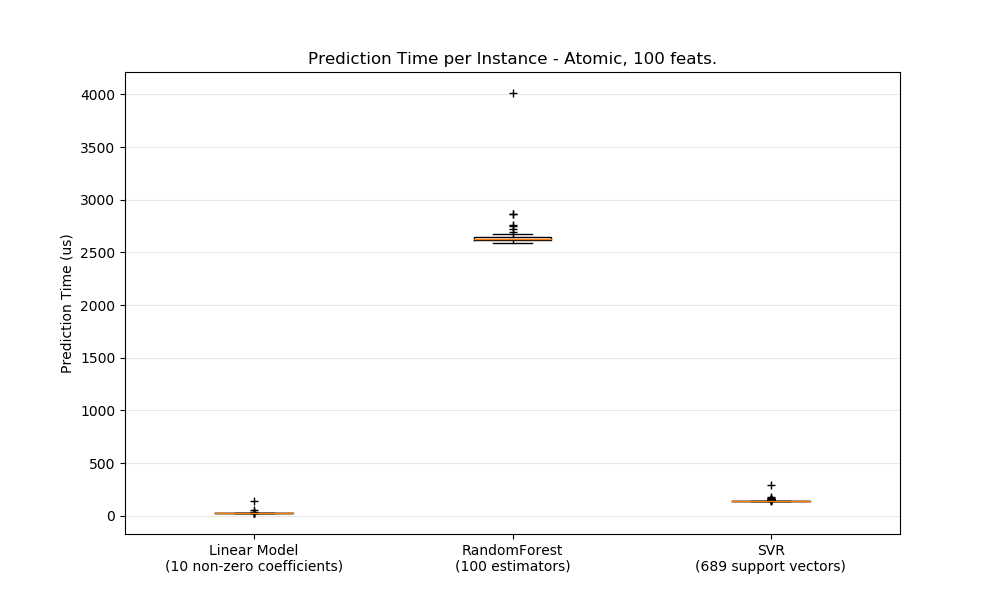 Prediction Time per Instance - Atomic, 100 feats.
4000
3500
3000
2500
2000
1500
1000
500
0
Prediction Time (us)
Linear Model
(10 non-zero coefficients)
RandomForest
(100 estimators)
SVR
(689 support vectors)